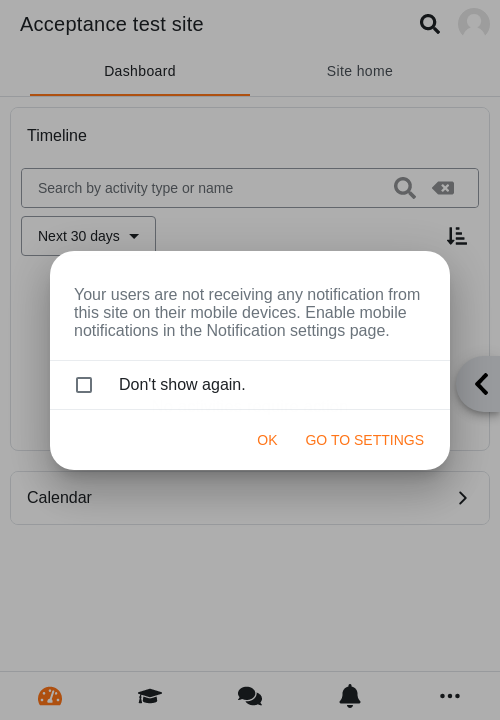 Acceptance test site
Dashboard
Site home
Timeline
Search by activity type or name
Next 30 days
Your users are not receiving any notification from
this site on their mobile devices. Enable mobile
notifications in the Notification settings page.
Don't show again.
OK
GO TO SETTINGS
Calendar